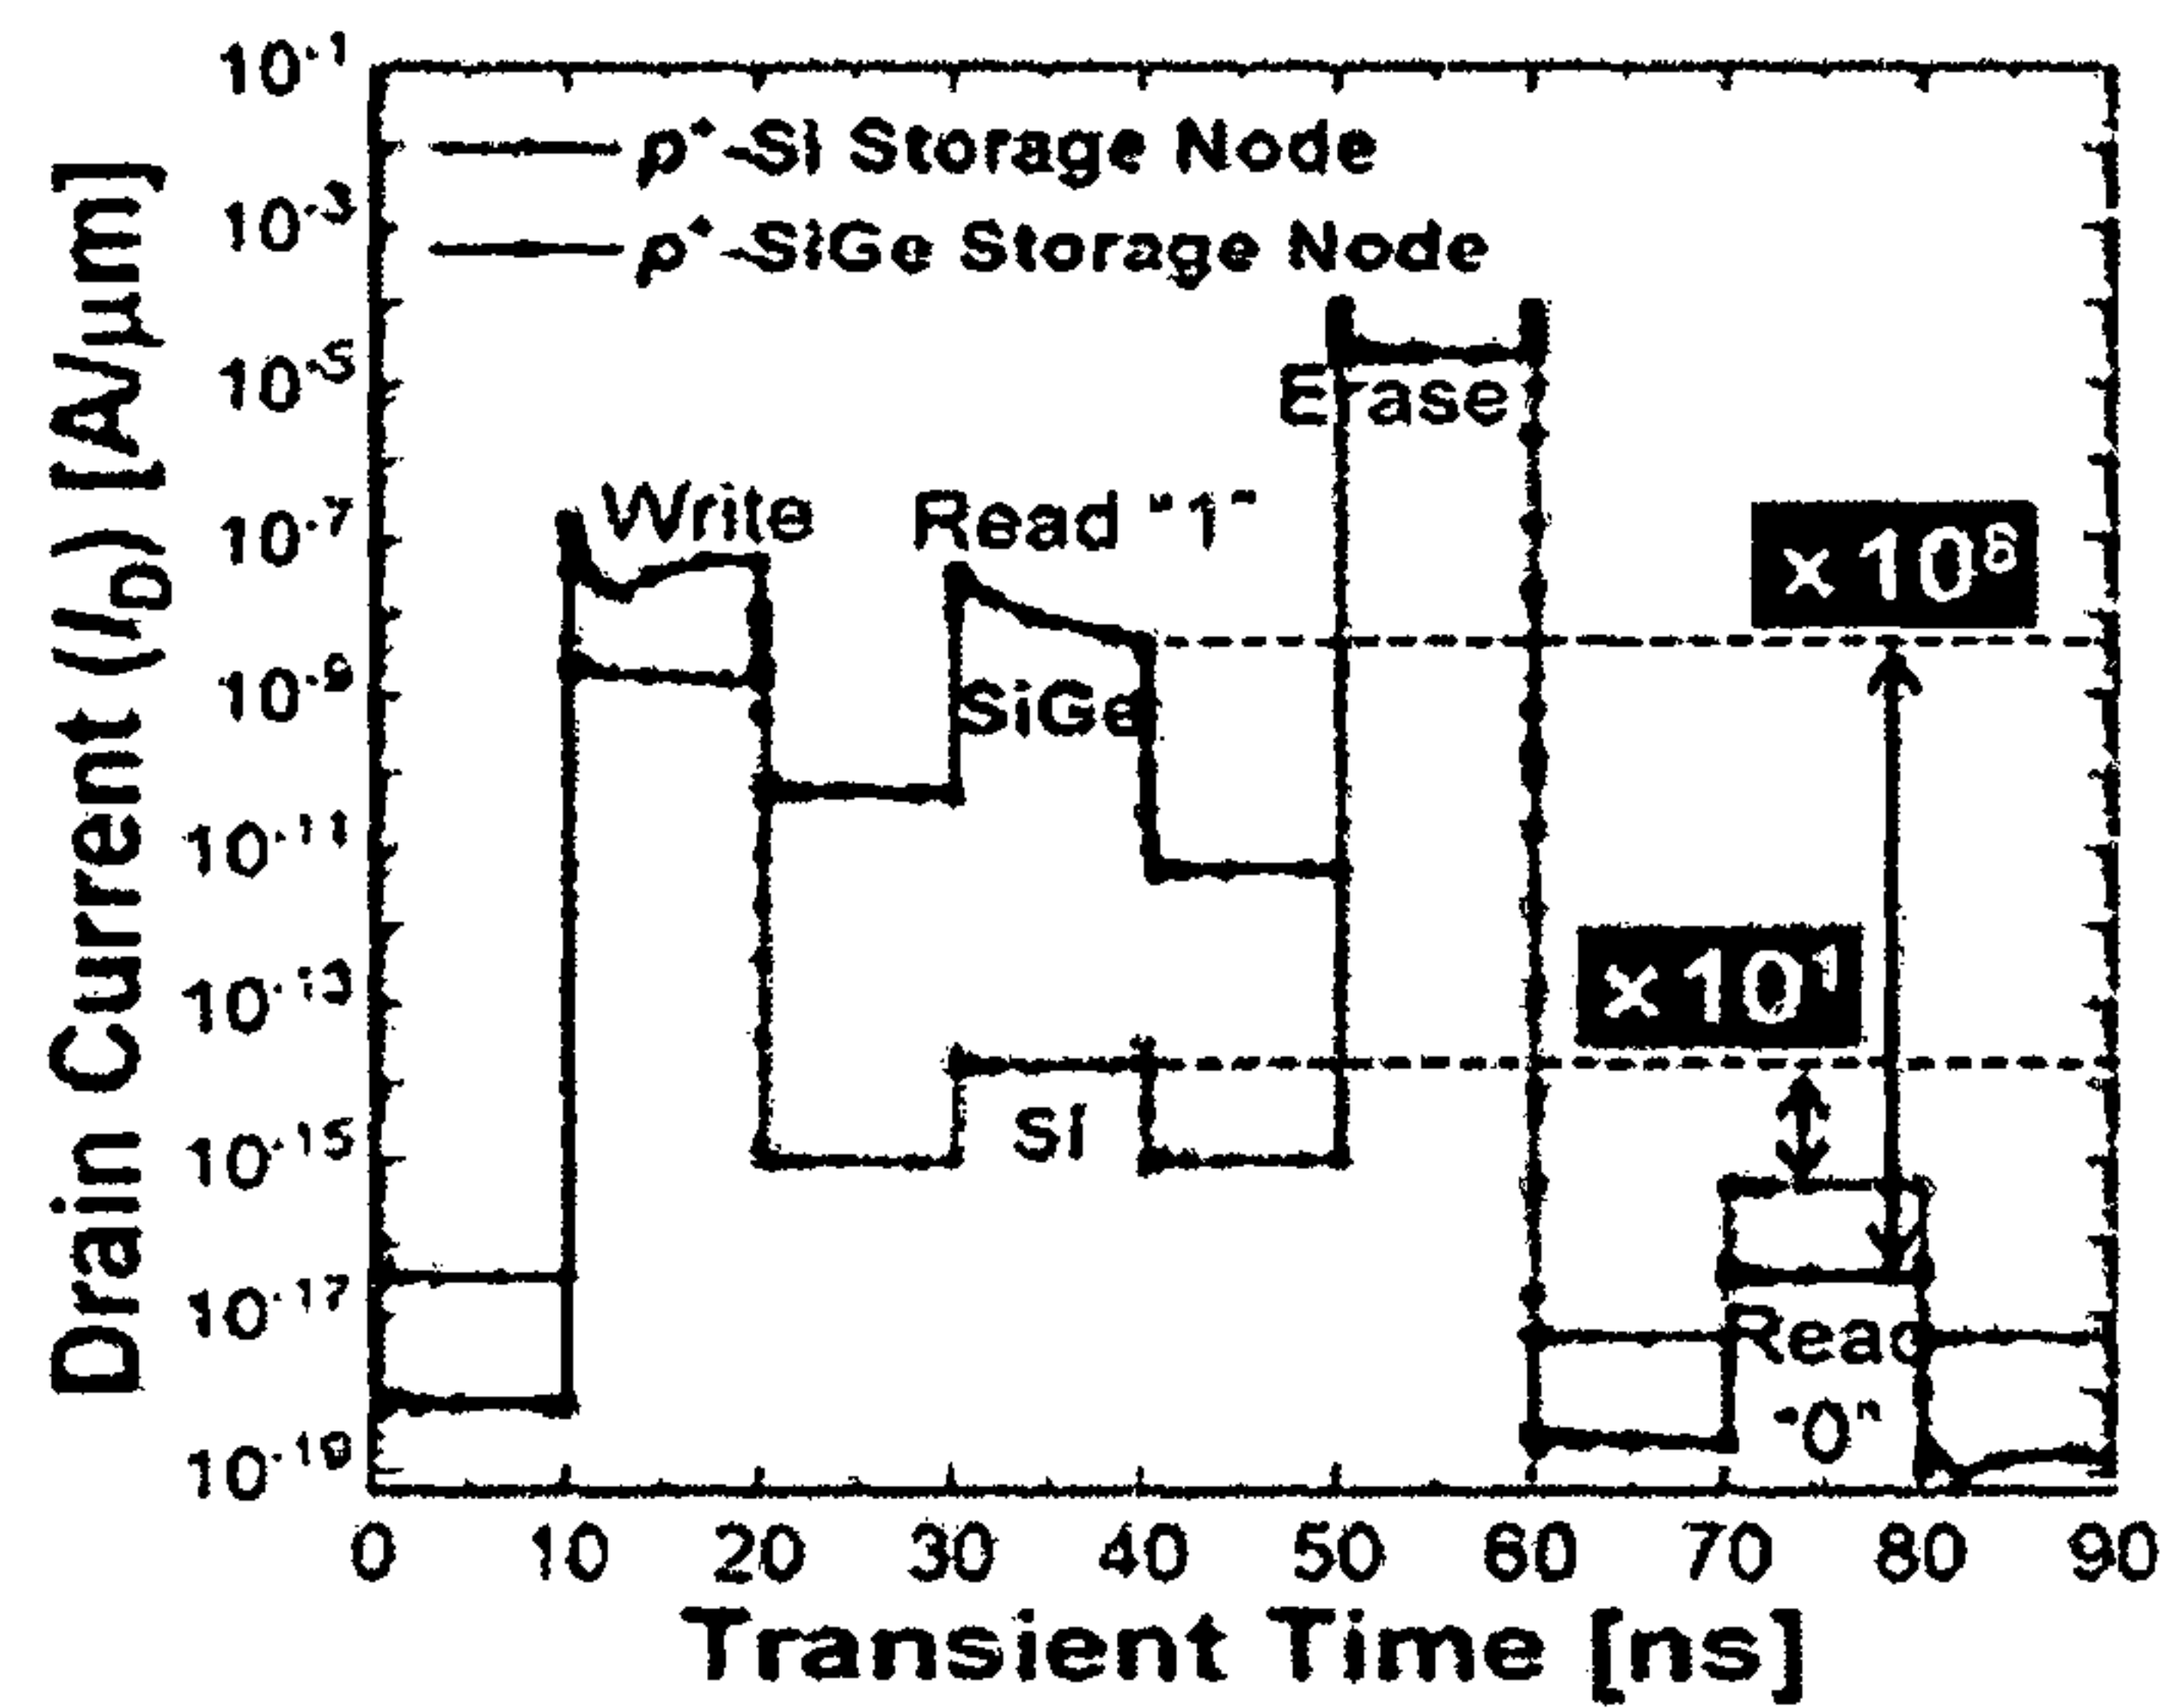 p⁺-Si Storage Node
p⁺-SiGe Storage Node
Drain Current (I_D) [A/μm]
10⁻¹
10⁻³
10⁻⁵
10⁻⁷
10⁻⁹
10⁻¹¹
10⁻¹³
10⁻¹⁵
10⁻¹⁷
10⁻¹⁹
Erase
Write
Read "1"
× 10⁸
SiGe
× 10¹
Si
Read
"0"
0 10 20 30 40 50 60 70 80 90
Transient Time [ns]